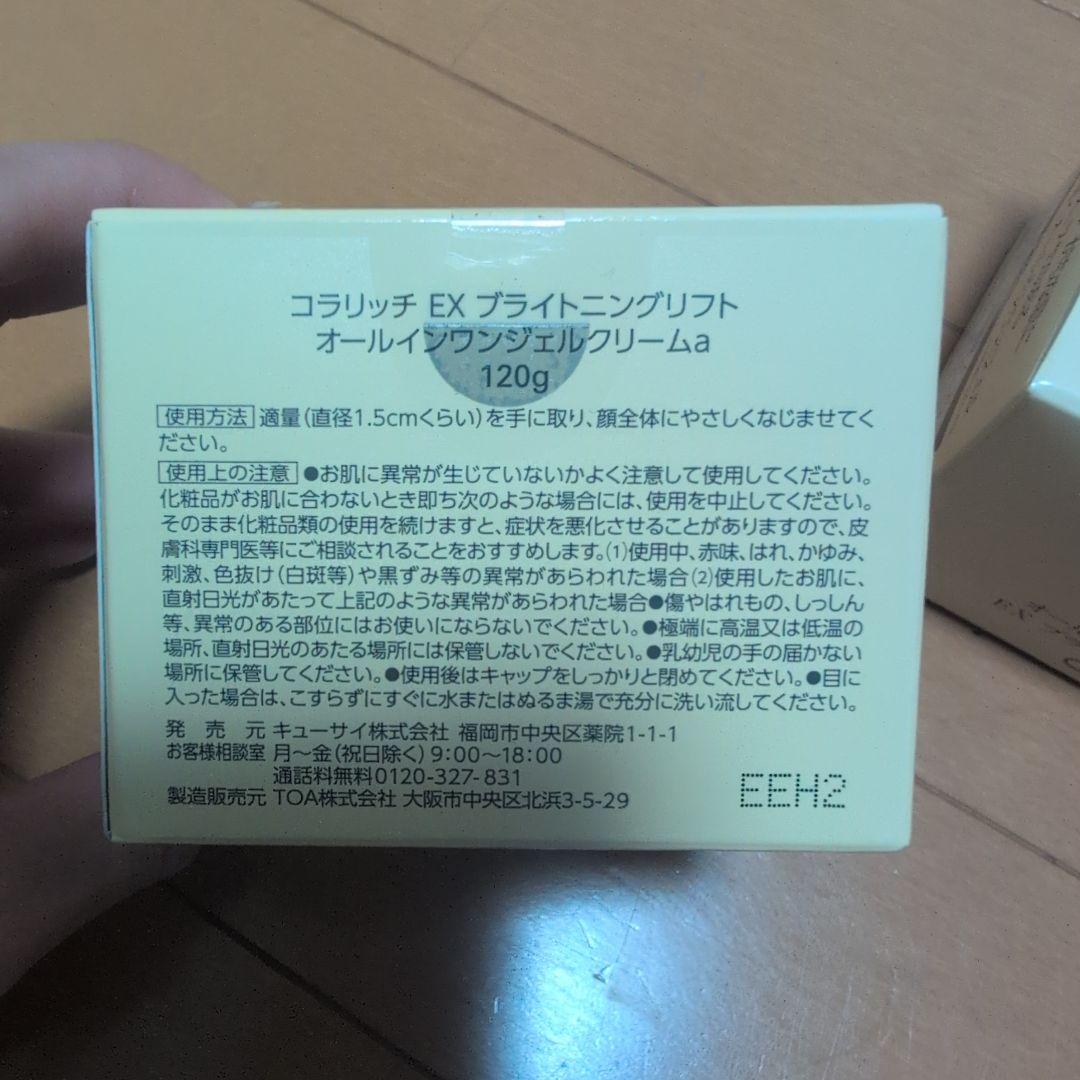 コラリッチ EX ブライトニングリフト
オールインワンジェルクリームa
120g
使用方法 適量(直径1.5cmくらい)を手に取り、顔全体にやさしくなじませてく
ださい。
使用上の注意 ●お肌に異常が生じていないかよく注意して使用してください。
化粧品がお肌に合わないとき即ち次のような場合には、使用を中止してください。
そのまま化粧品類の使用を続けますと、症状を悪化させることがありますので、皮
膚科専門医等にご相談されることをおすすめします。(1)使用中、赤味、はれ、かゆみ、
刺激、色抜け(白斑等)や黒ずみ等の異常があらわれた場合(2)使用したお肌に、
直射日光があたって上記のような異常があらわれた場合●傷やはれもの、しっしん
等、異常のある部位にはお使いにならないでください。●極端に高温又は低温の
場所、直射日光のあたる場所には保管しないでください。●乳幼児の手の届かない
場所に保管してください。●使用後はキャップをしっかりと閉めてください。●目に
入った場合は、こすらずにすぐに水またはぬるま湯で充分に洗い流してください。
発売元 キューサイ株式会社 福岡市中央区薬院1-1-1
お客様相談室 月〜金(祝日除く)9:00〜18:00
通話料無料0120-327-831
製造販売元 TOA株式会社 大阪市中央区北浜3-5-29
EEH2
EX